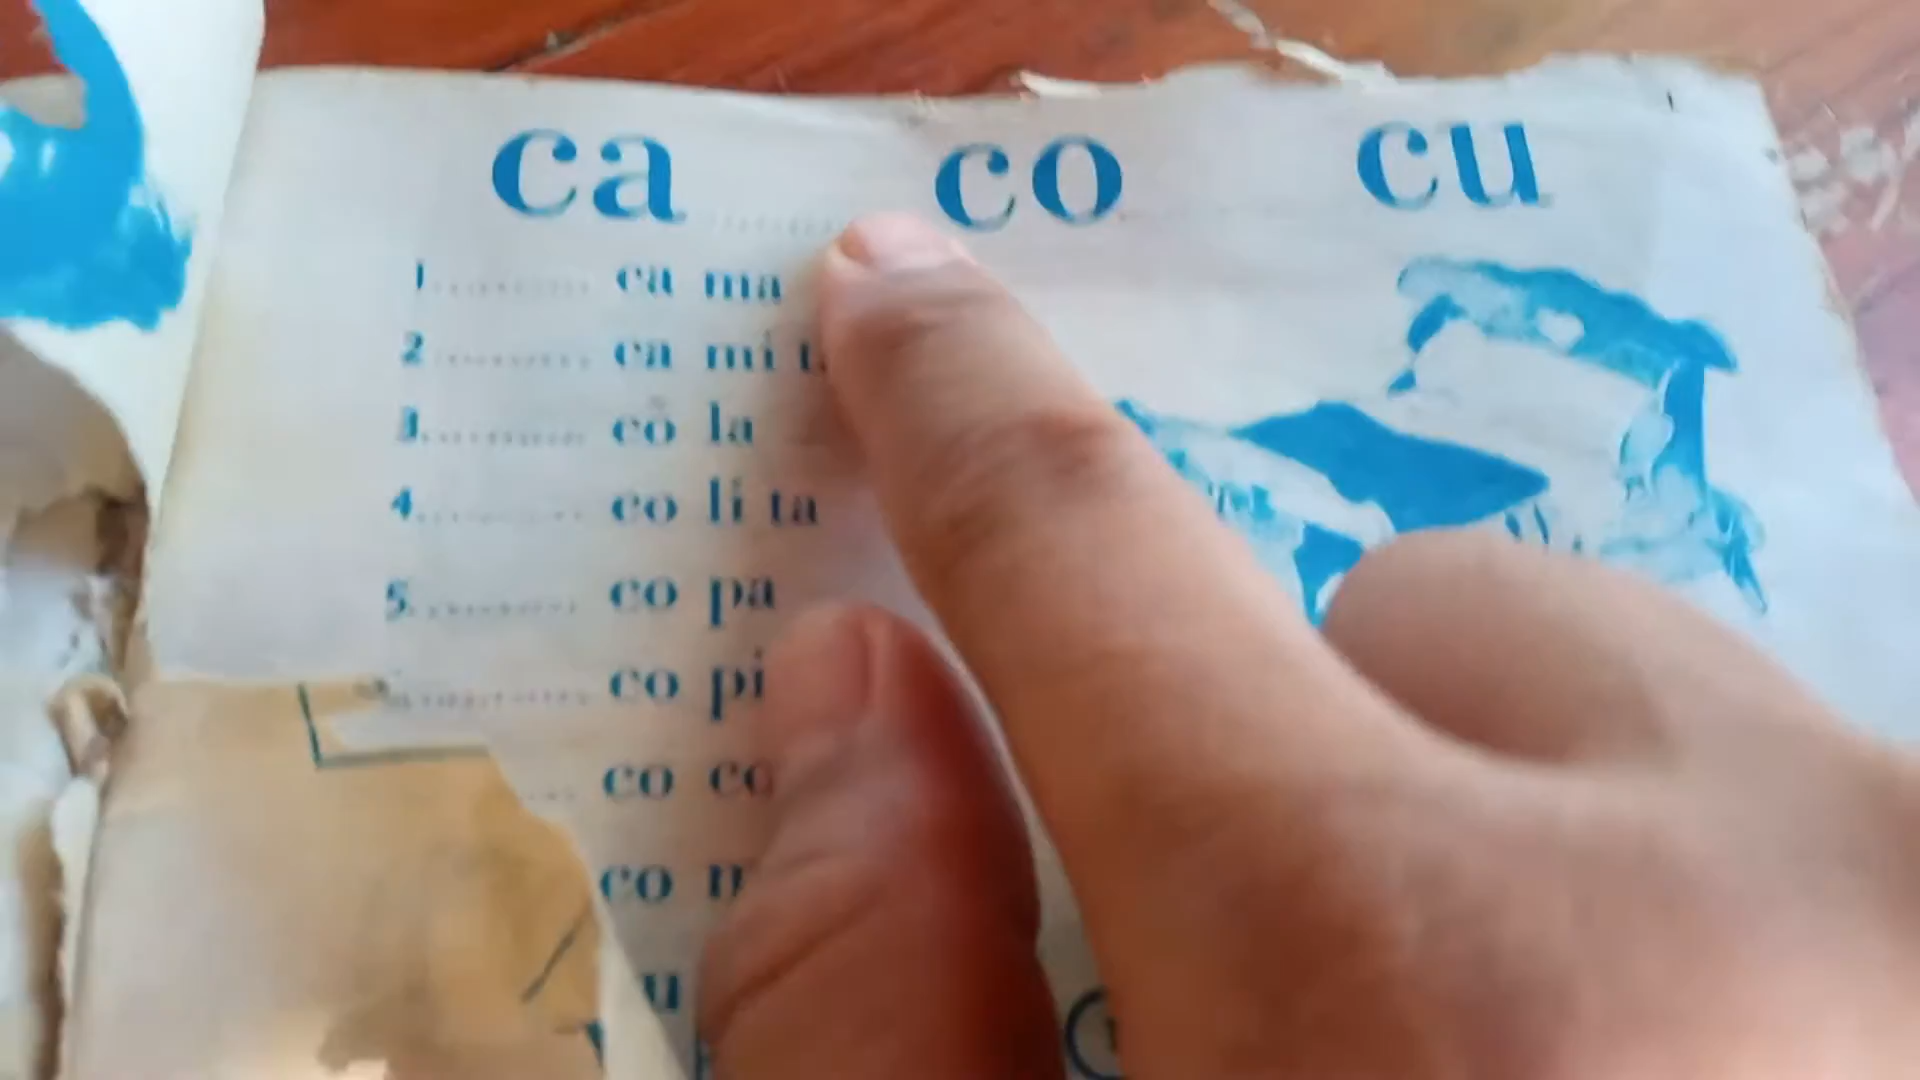 ca co cu
1.......... ca ma
2.......... ca mi
3.......... co la
4.......... co li ta
5.......... co pa
.......... co pi
.... co co
co